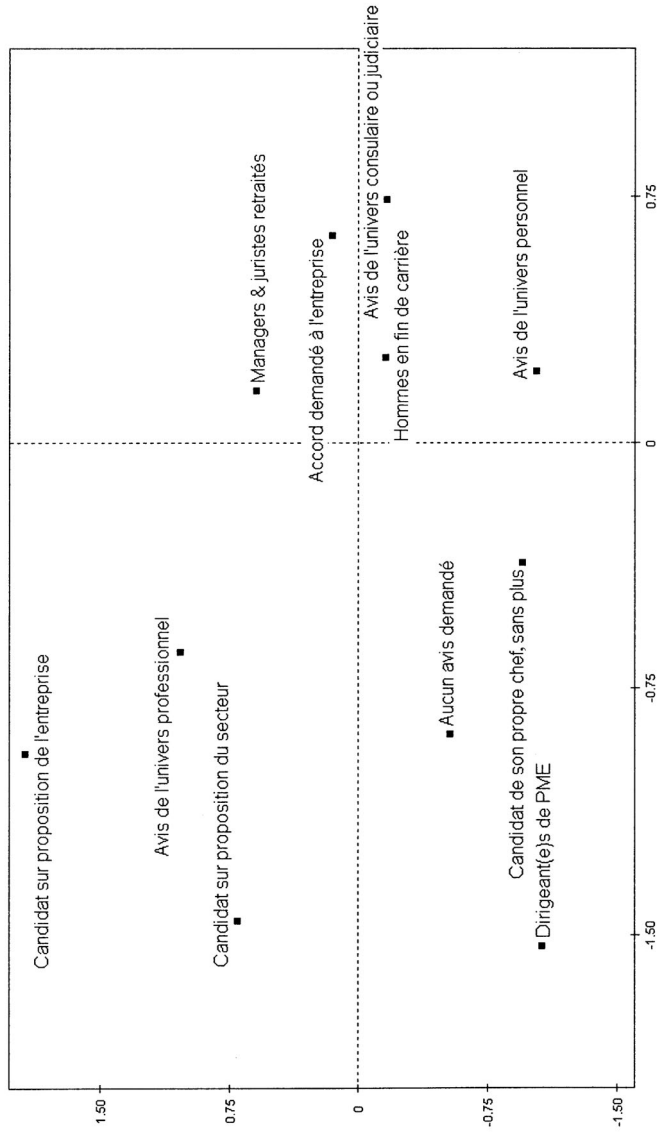 Candidat sur proposition de l'entreprise
Avis de l'univers professionnel
Candidat sur proposition du secteur
Managers & juristes retraités
Accord demandé à l'entreprise
Avis de l'univers consulaire ou judiciaire
Hommes en fin de carrière
Avis de l'univers personnel
Aucun avis demandé
Candidat de son propre chef, sans plus
Dirigeant(e)s de PME
1.50
0.75
0
-0.75
-1.50
-1.50
-0.75
0
0.75